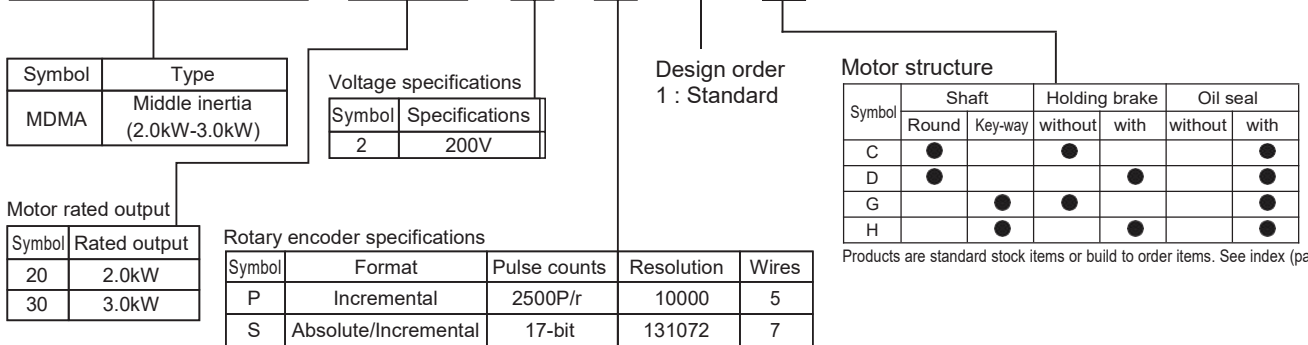 Symbol Type
MDMA Middle inertia
(2.0kW-3.0kW)
Voltage specifications
Symbol Specifications
2 200V
Design order
1 : Standard
Motor structure
Symbol Shaft Holding brake Oil seal
Round Key-way without with without with
C ● ● ●
D ● ● ●
G ● ● ●
H ● ● ●
Products are standard stock items or build to order items. See index (pa
Motor rated output
Symbol Rated output
20 2.0kW
30 3.0kW
Rotary encoder specifications
Symbol Format Pulse counts Resolution Wires
P Incremental 2500P/r 10000 5
S Absolute/Incremental 17-bit 131072 7